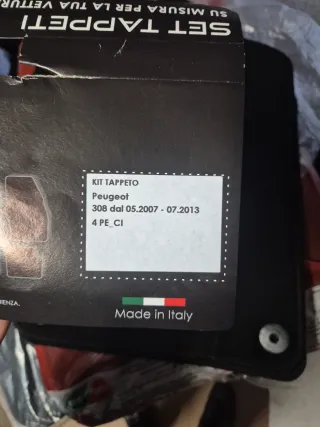 SET TAPPETI
SU MISURA PER LA TUA VETTURA
KIT TAPPETO
Peugeot
308 dal 05.2007 - 07.2013
4 PE_CI
Made in Italy